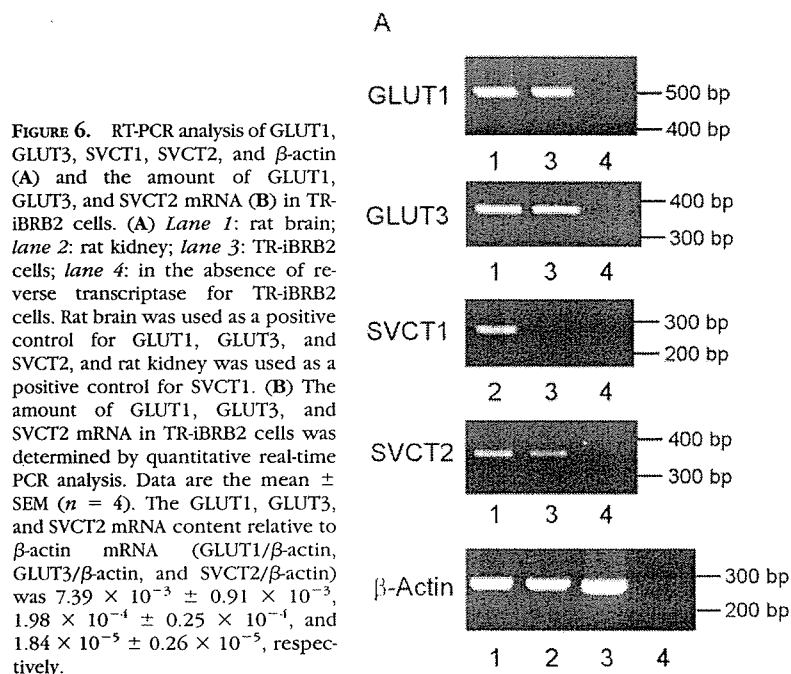 FIGURE 6. RT-PCR analysis of GLUT1,
GLUT3, SVCT1, SVCT2, and β-actin
(A) and the amount of GLUT1,
GLUT3, and SVCT2 mRNA (B) in TR-
iBRB2 cells. (A) Lane 1: rat brain;
lane 2: rat kidney; lane 3: TR-iBRB2
cells; lane 4: in the absence of re-
verse transcriptase for TR-iBRB2
cells. Rat brain was used as a positive
control for GLUT1, GLUT3, and
SVCT2, and rat kidney was used as a
positive control for SVCT1. (B) The
amount of GLUT1, GLUT3, and
SVCT2 mRNA in TR-iBRB2 cells was
determined by quantitative real-time
PCR analysis. Data are the mean ±
SEM (n = 4). The GLUT1, GLUT3,
and SVCT2 mRNA content relative to
β-actin mRNA (GLUT1/β-actin,
GLUT3/β-actin, and SVCT2/β-actin)
was 7.39 × 10⁻³ ± 0.91 × 10⁻³,
1.98 × 10⁻⁴ ± 0.25 × 10⁻⁴, and
1.84 × 10⁻⁵ ± 0.26 × 10⁻⁵, respec-
tively.
A
GLUT1
500 bp
400 bp
1 3 4
GLUT3
400 bp
300 bp
1 3 4
SVCT1
300 bp
200 bp
2 3 4
SVCT2
400 bp
300 bp
1 3 4
β-Actin
300 bp
200 bp
1 2 3 4